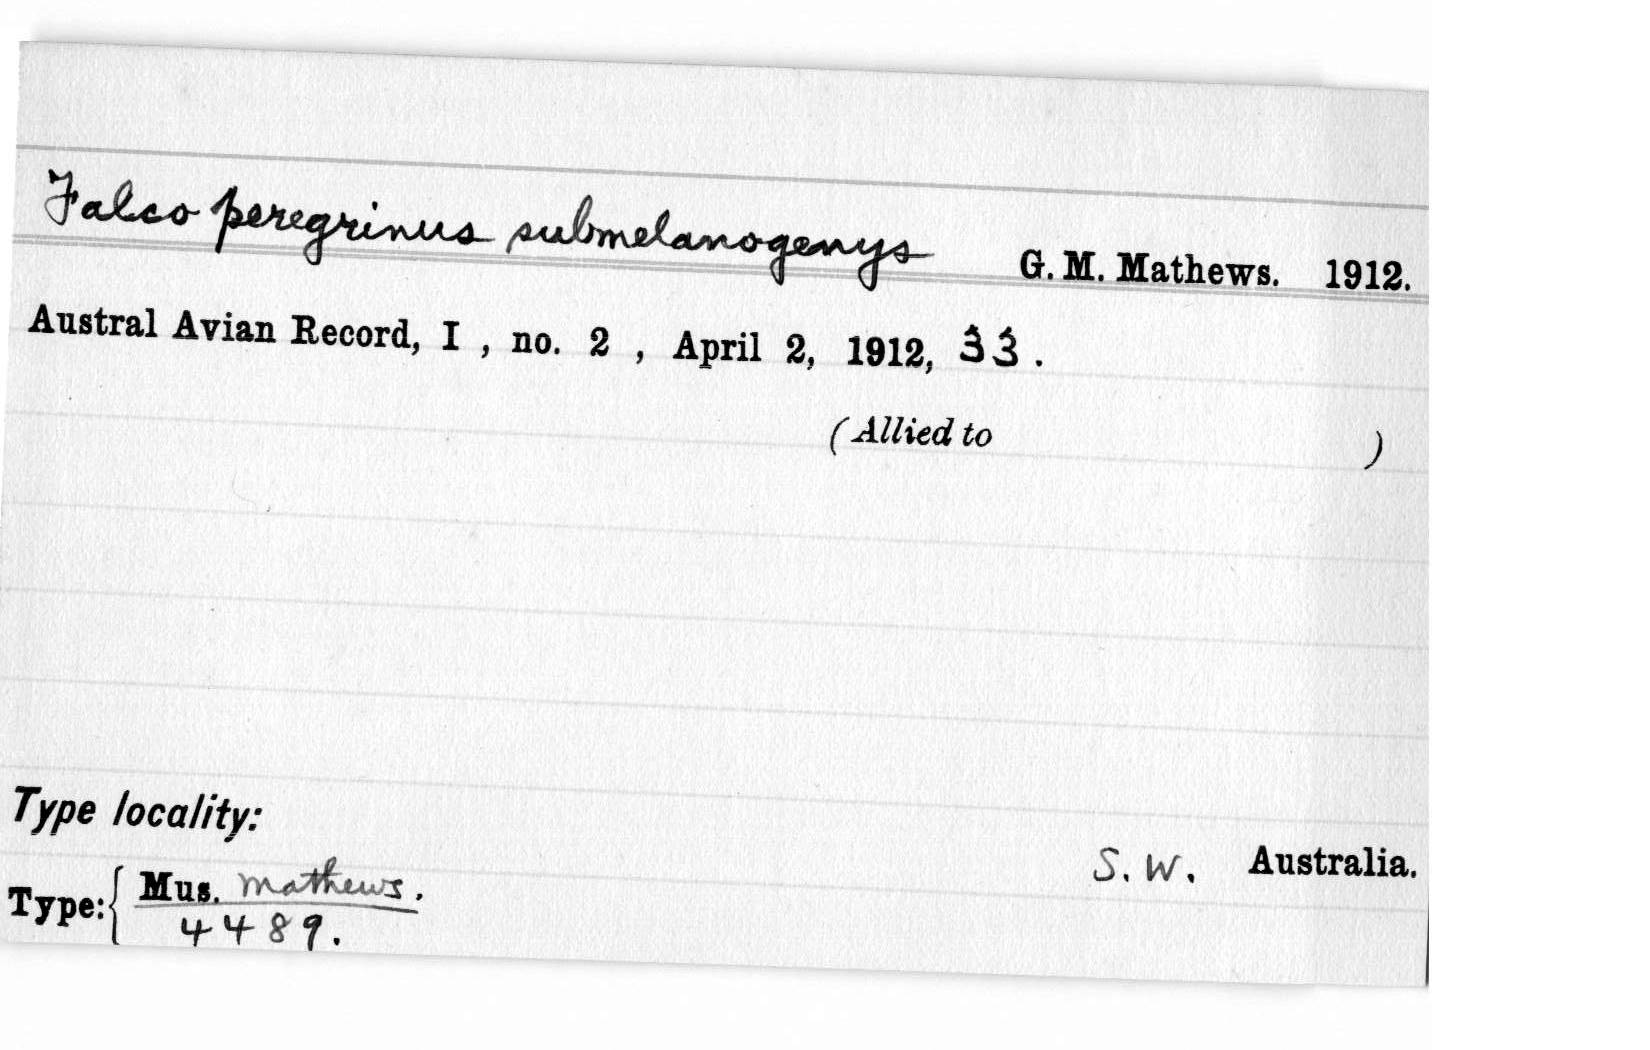 Falco peregrinus submelanogenys G. M. Mathews. 1912.
Austral Avian Record, I , no. 2 , April 2, 1912, 33 .
(Allied to )
Type locality:
S. W. Australia.
Type: { Mus. Mathews.
4489.